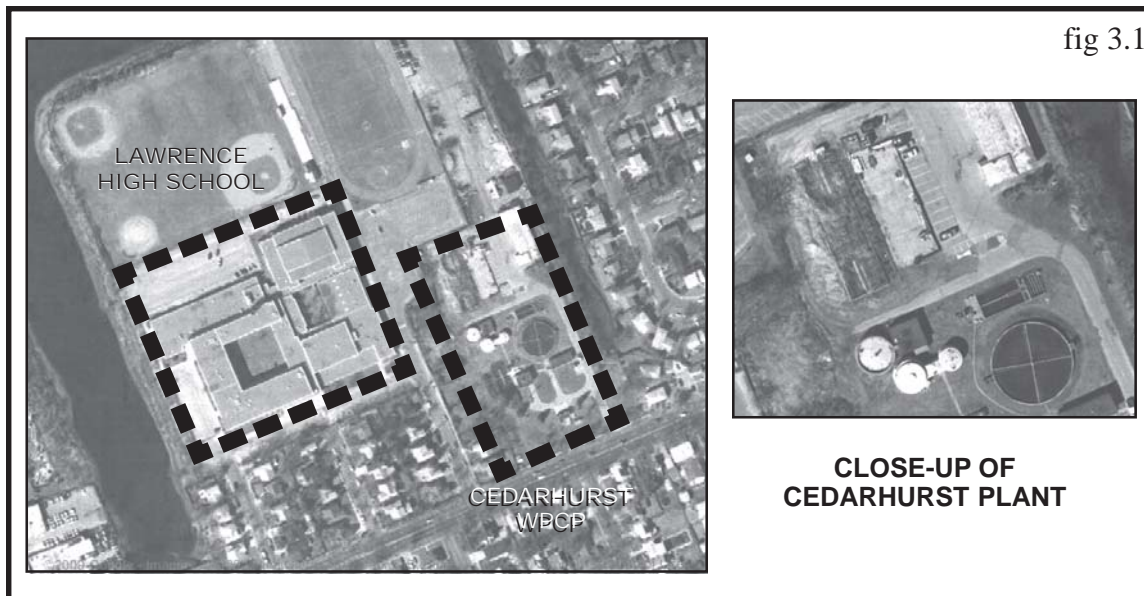 fig 3.1
LAWRENCE
HIGH SCHOOL
CEDARHURST
WPCP
CLOSE-UP OF
CEDARHURST PLANT